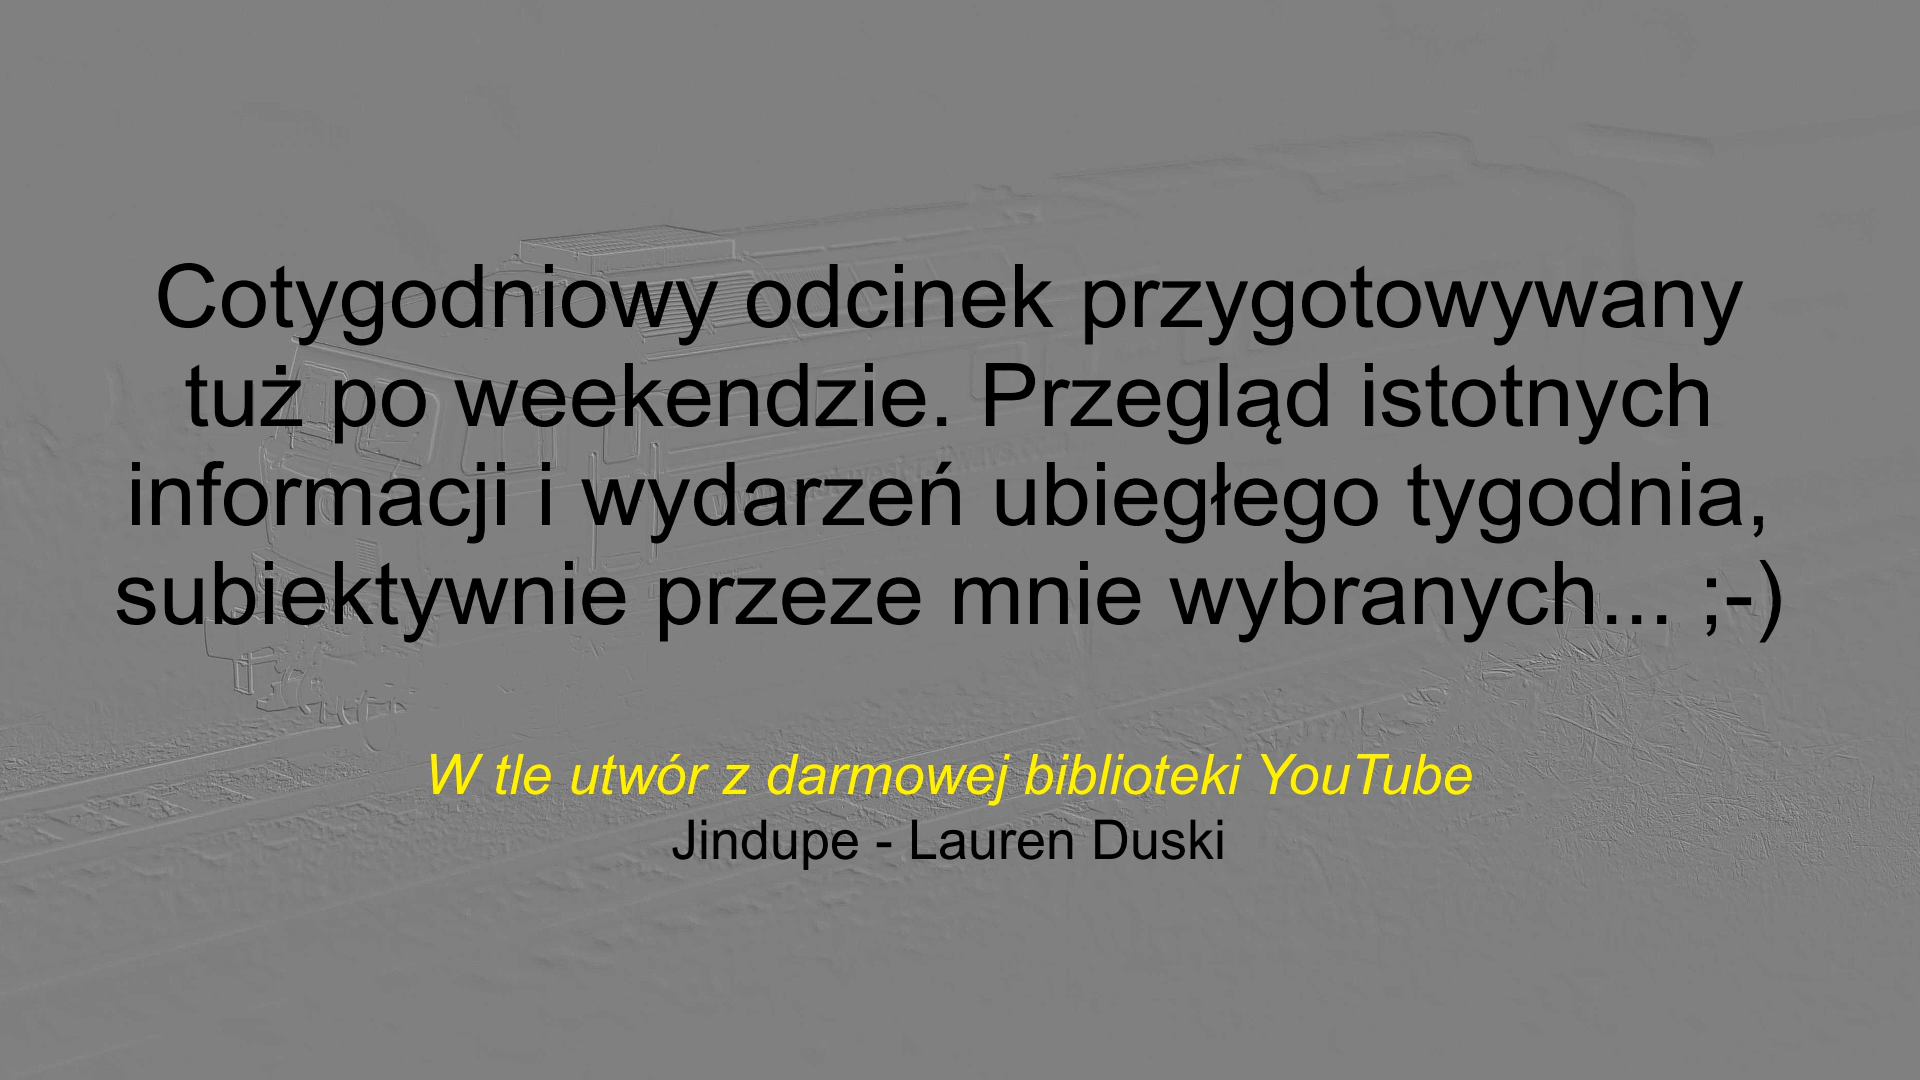 Cotygodniowy odcinek przygotowywany
tuż po weekendzie. Przegląd istotnych
informacji i wydarzeń ubiegłego tygodnia,
subiektywnie przeze mnie wybranych... ;-)
W tle utwór z darmowej biblioteki YouTube
Jindupe - Lauren Duski